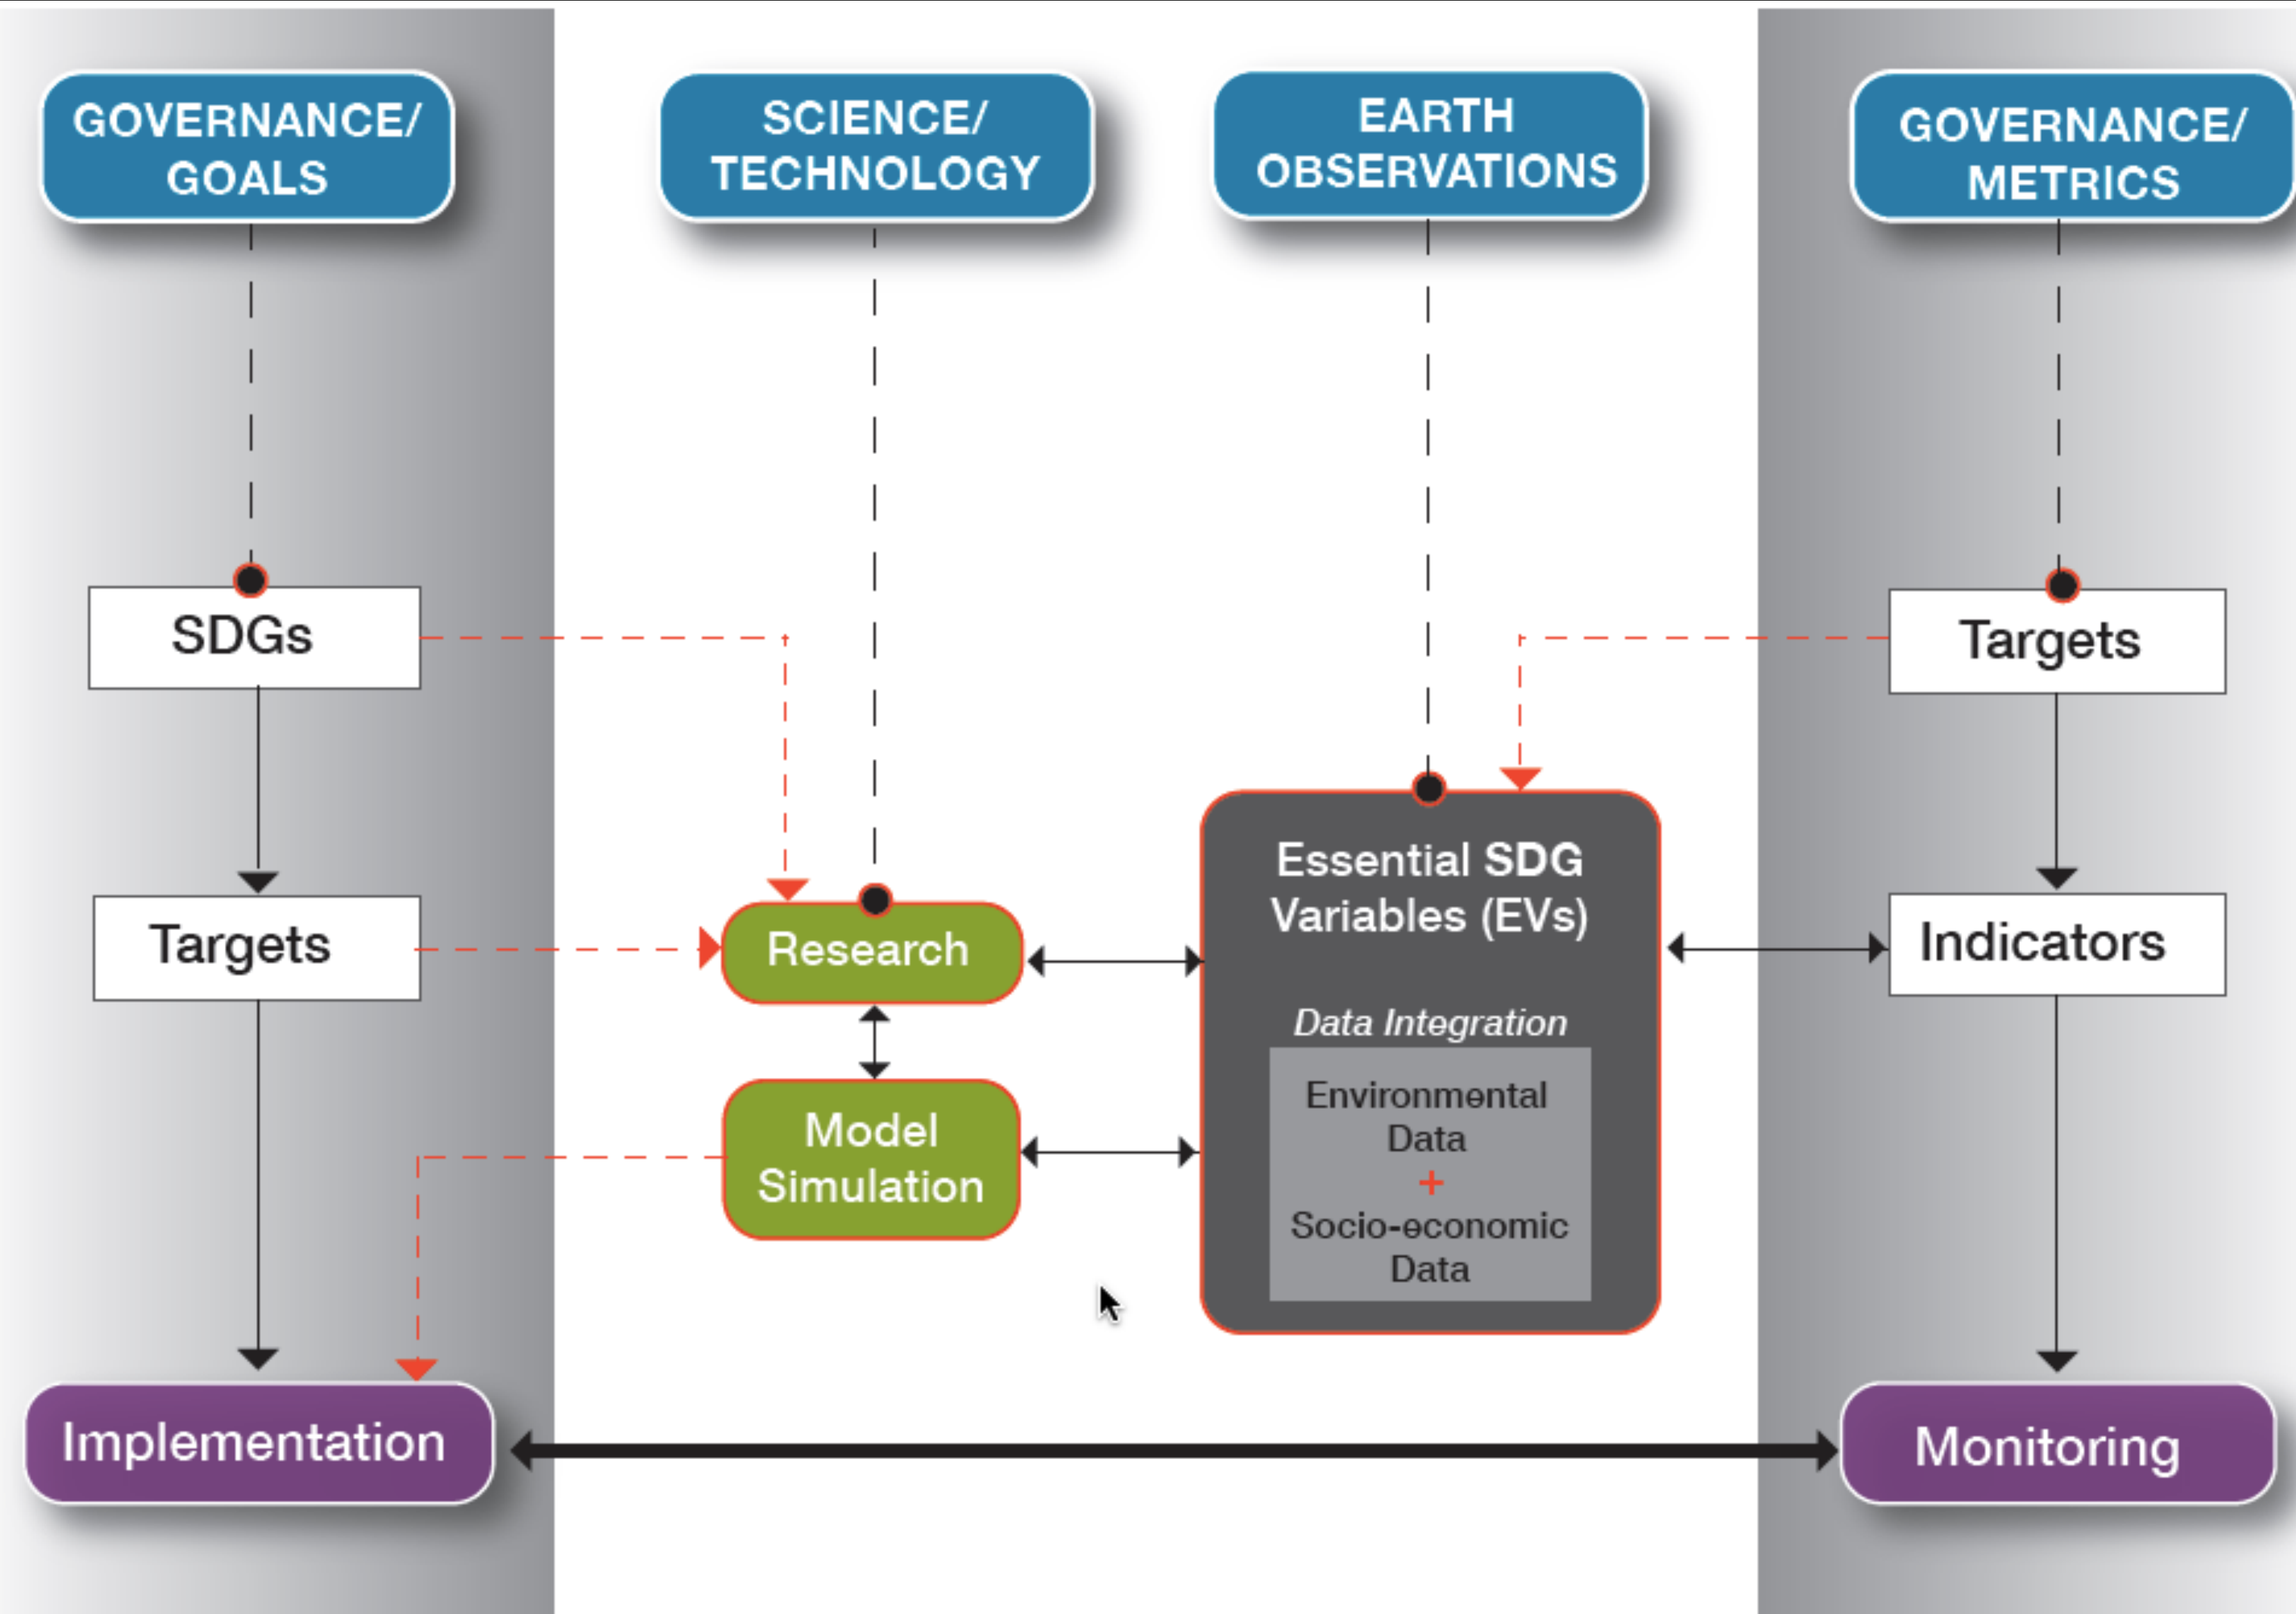 GOVERNANCE/
GOALS
SCIENCE/
TECHNOLOGY
EARTH
OBSERVATIONS
GOVERNANCE/
METRICS
SDGs
Targets
Targets
Research
Essential SDG
Variables (EVs)
Indicators
Data Integration
Model
Simulation
Environmental
Data
+
Socio-economic
Data
Implementation
Monitoring